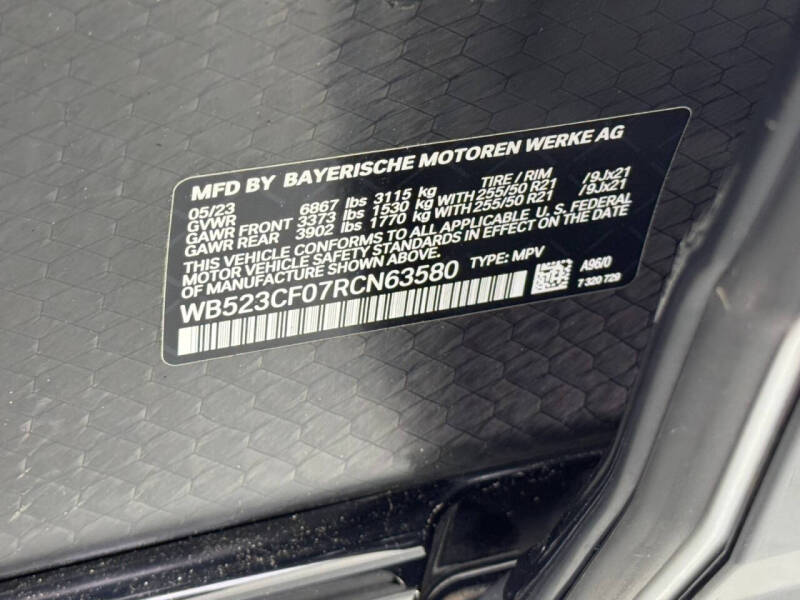 MFD BY BAYERISCHE MOTOREN WERKE AG
05/23 TIRE / RIM
GVWR 6867 lbs 3115 kg
GAWR FRONT 3373 lbs 1530 kg WITH 255/50 R21 /9Jx21
GAWR REAR 3902 lbs 1770 kg WITH 255/50 R21 /9Jx21
THIS VEHICLE CONFORMS TO ALL APPLICABLE U. S. FEDERAL
MOTOR VEHICLE SAFETY STANDARDS IN EFFECT ON THE DATE
OF MANUFACTURE SHOWN ABOVE.
WB523CF07RCN63580 TYPE: MPV
A96/0
7 320 729